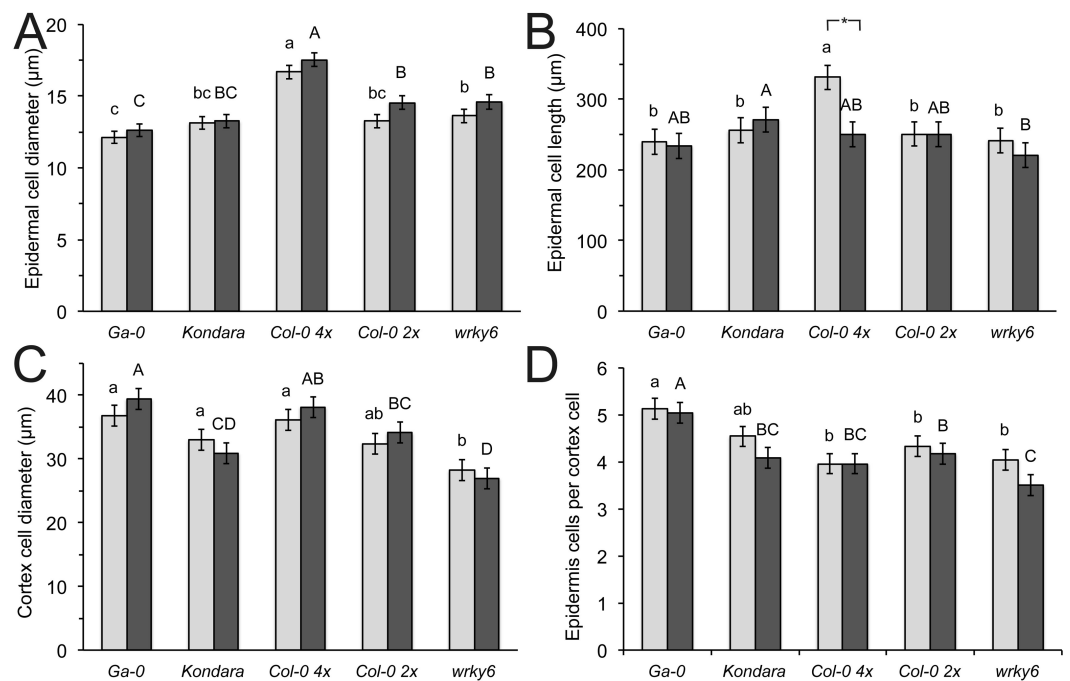 A
Epidermal cell diameter (µm)
20
15
10
5
0
c C
bc BC
a A
bc B
b B
Ga-0 Kondara Col-0 4x Col-0 2x wrky6
B
Epidermal cell length (µm)
400
300
200
100
0
b AB
b A
*
a AB
b AB
b B
Ga-0 Kondara Col-0 4x Col-0 2x wrky6
C
Cortex cell diameter (µm)
40
30
20
10
0
a A
a CD
a AB
ab BC
b D
Ga-0 Kondara Col-0 4x Col-0 2x wrky6
D
Epidermis cells per cortex cell
6
5
4
3
2
1
0
a A
ab BC
b BC
b B
b C
Ga-0 Kondara Col-0 4x Col-0 2x wrky6